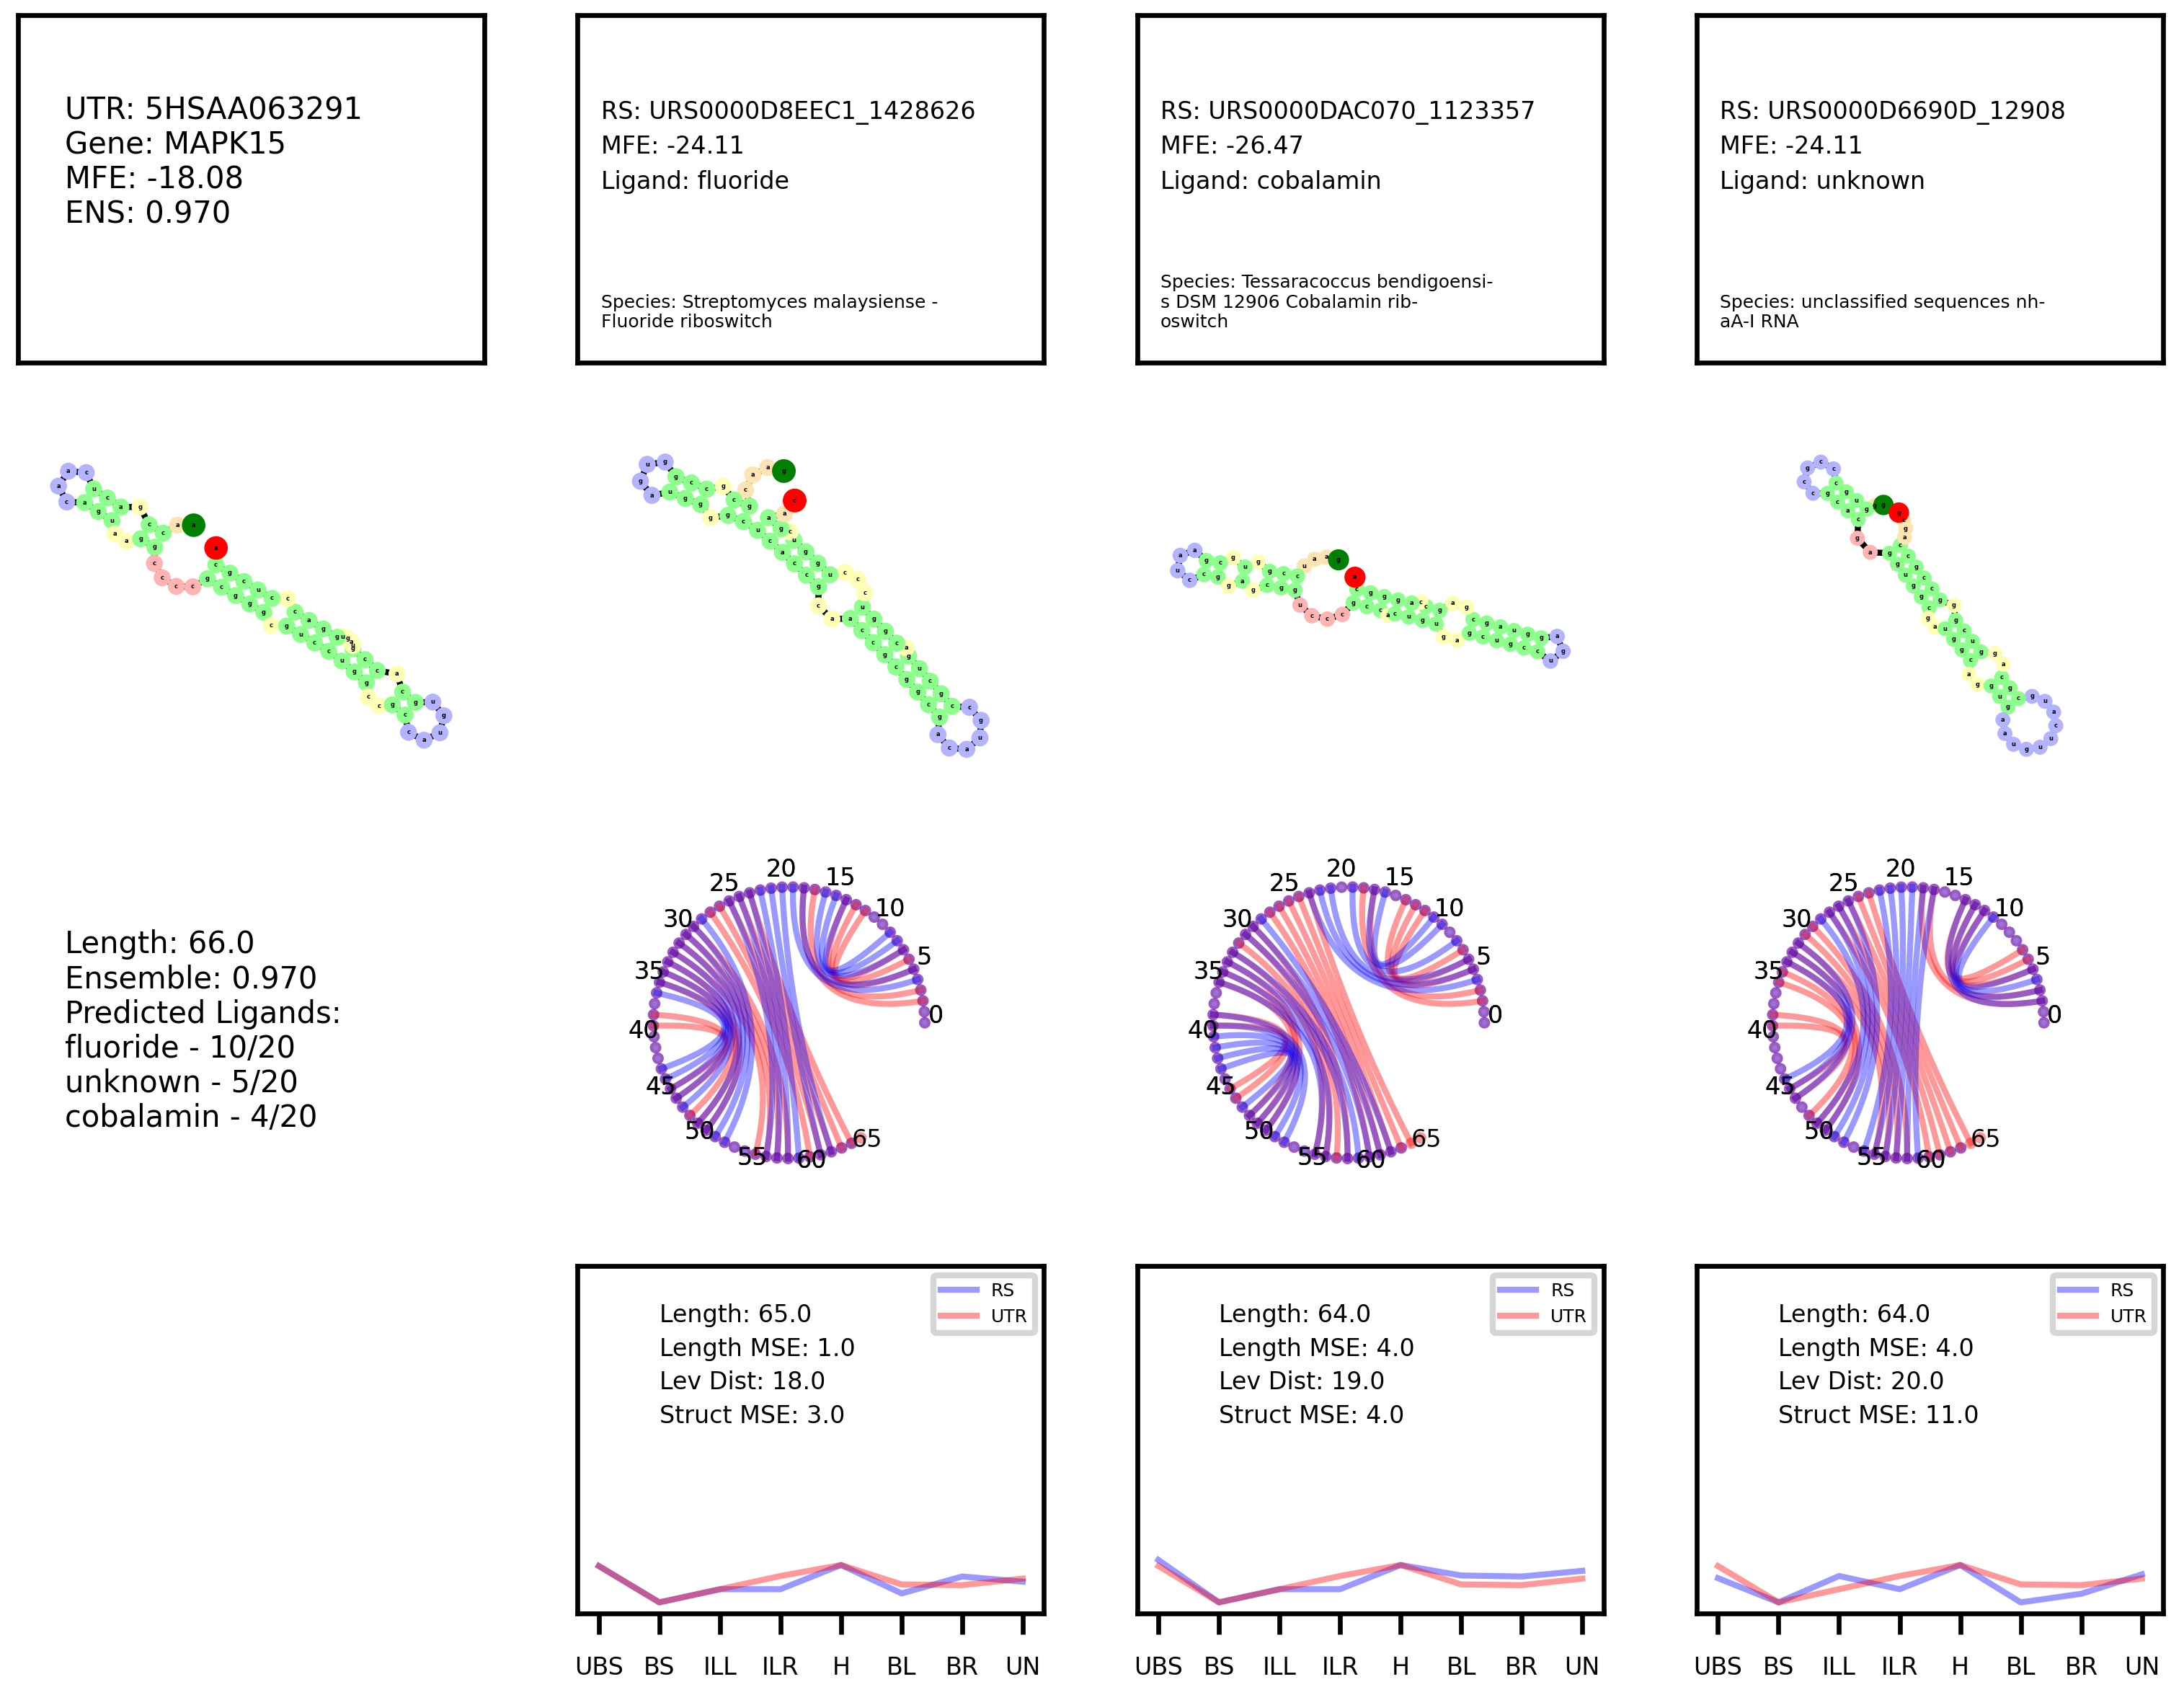 UTR: 5HSAA063291
Gene: MAPK15
MFE: -18.08
ENS: 0.970
RS: URS0000D8EEC1_1428626
MFE: -24.11
Ligand: fluoride
Species: Streptomyces malaysiense -
Fluoride riboswitch
RS: URS0000DAC070_1123357
MFE: -26.47
Ligand: cobalamin
Species: Tessaracoccus bendigoensi-
s DSM 12906 Cobalamin rib-
oswitch
RS: URS0000D6690D_12908
MFE: -24.11
Ligand: unknown
Species: unclassified sequences nh-
aA-I RNA
Length: 66.0
Ensemble: 0.970
Predicted Ligands:
fluoride - 10/20
unknown - 5/20
cobalamin - 4/20
0 5 10 15 20 25 30 35 40 45 50 55 60 65
0 5 10 15 20 25 30 35 40 45 50 55 60 65
0 5 10 15 20 25 30 35 40 45 50 55 60 65
RS
UTR
Length: 65.0
Length MSE: 1.0
Lev Dist: 18.0
Struct MSE: 3.0
UBS BS ILL ILR H BL BR UN
RS
UTR
Length: 64.0
Length MSE: 4.0
Lev Dist: 19.0
Struct MSE: 4.0
UBS BS ILL ILR H BL BR UN
RS
UTR
Length: 64.0
Length MSE: 4.0
Lev Dist: 20.0
Struct MSE: 11.0
UBS BS ILL ILR H BL BR UN